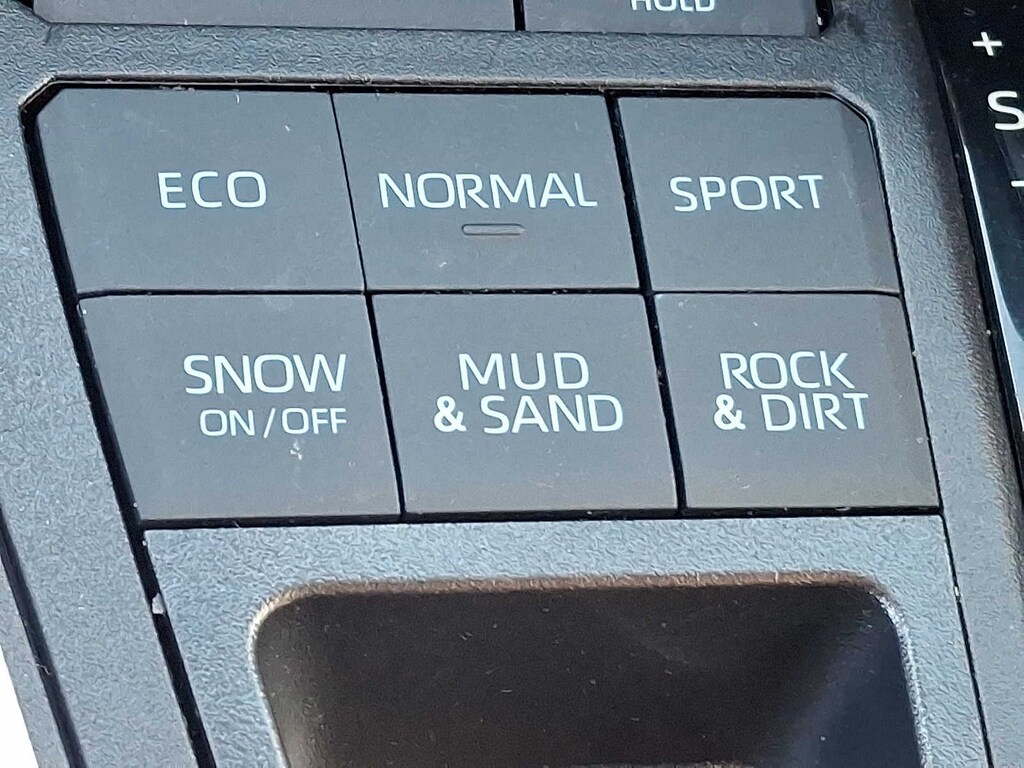 HOLD
+
S
-
ECO
NORMAL
SPORT
SNOW
ON/OFF
MUD
& SAND
ROCK
& DIRT